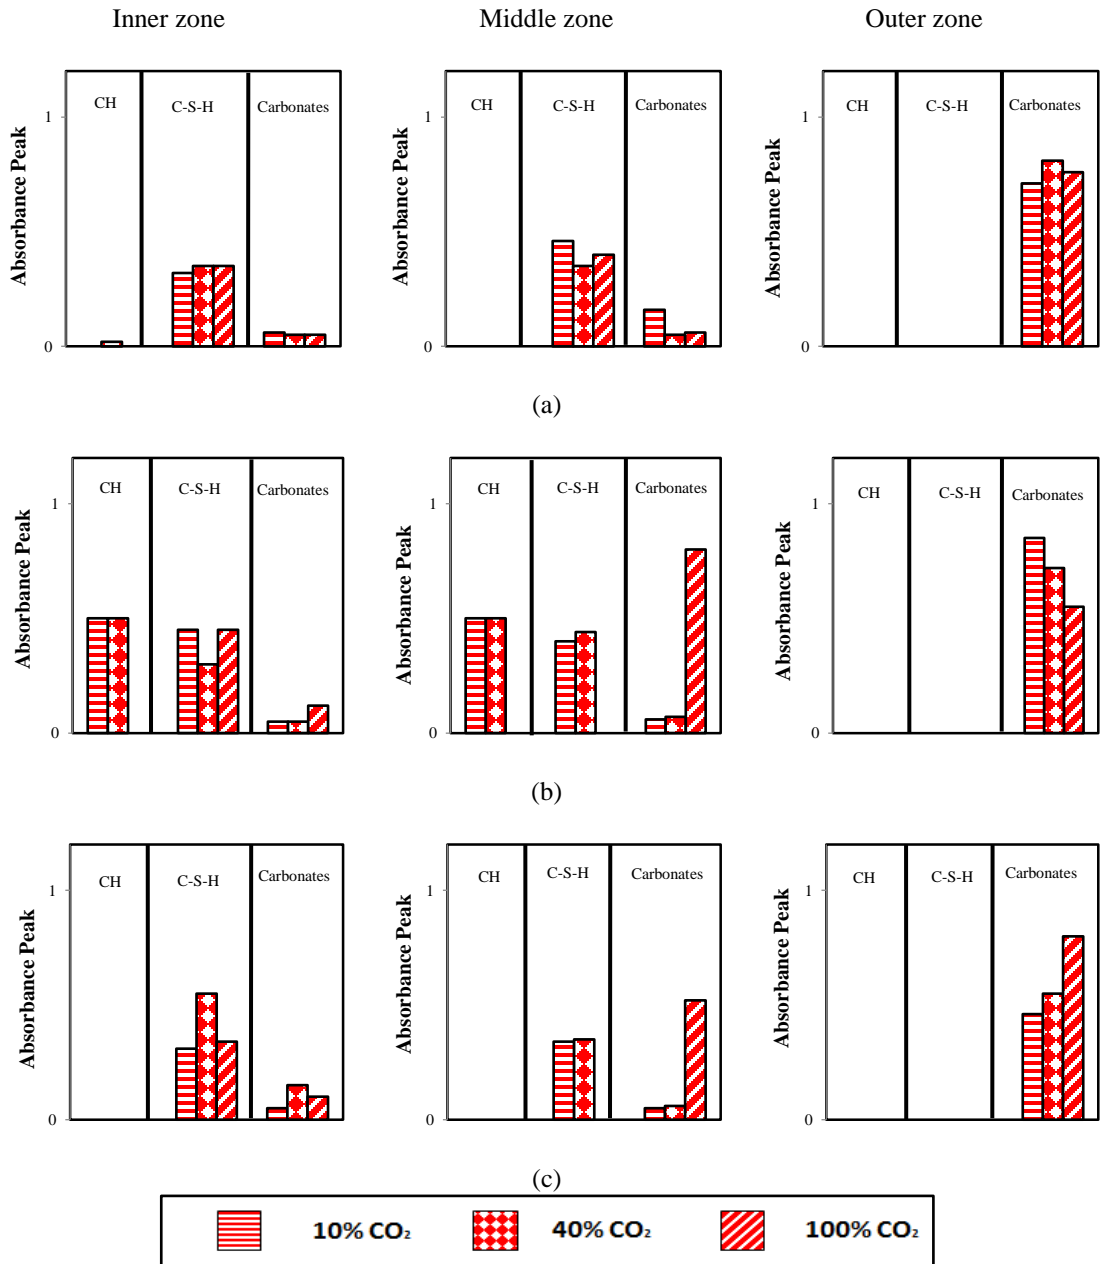 Inner zone Middle zone Outer zone
CH C-S-H Carbonates
1
0
Absorbance Peak
CH C-S-H Carbonates
1
0
Absorbance Peak
CH C-S-H Carbonates
1
0
Absorbance Peak
(a)
CH C-S-H Carbonates
1
0
Absorbance Peak
CH C-S-H Carbonates
1
0
Absorbance Peak
CH C-S-H Carbonates
1
0
Absorbance Peak
(b)
CH C-S-H Carbonates
1
0
Absorbance Peak
CH C-S-H Carbonates
1
0
Absorbance Peak
CH C-S-H Carbonates
1
0
Absorbance Peak
(c)
10% CO₂ 40% CO₂ 100% CO₂